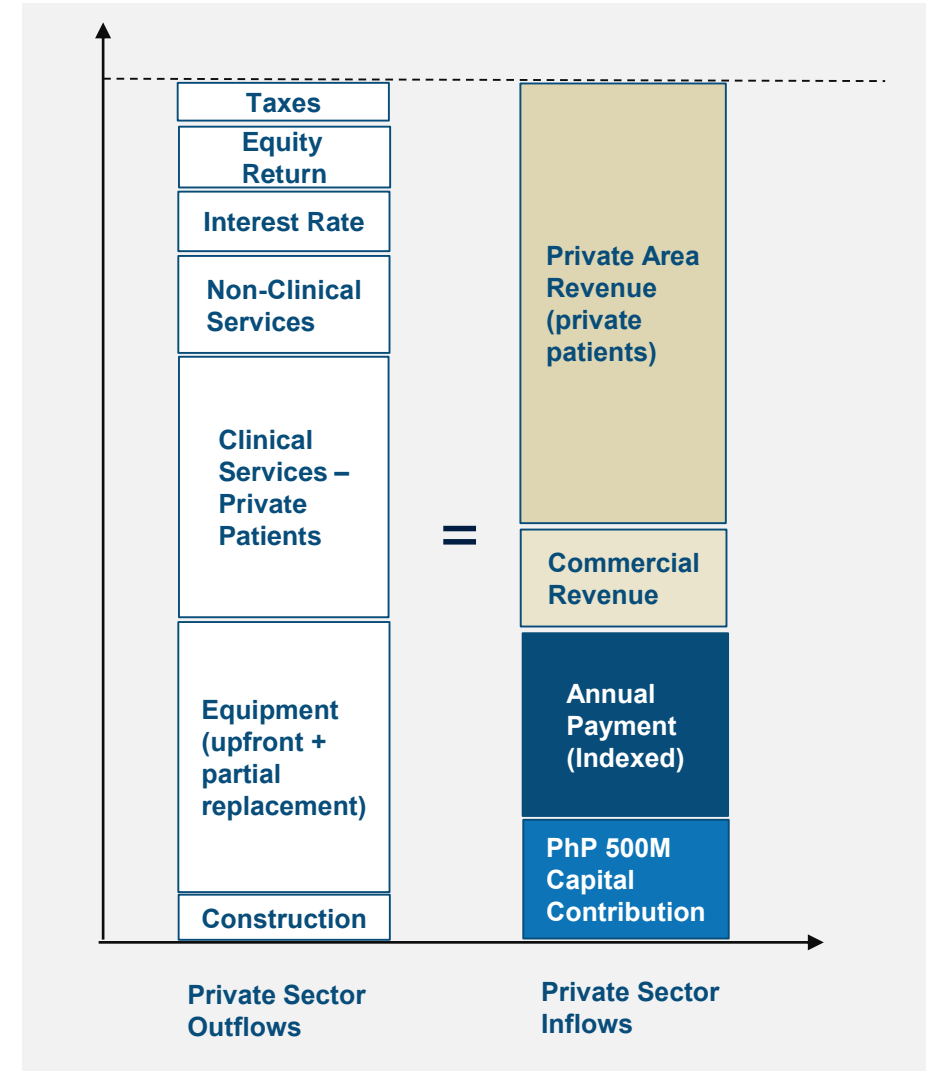 Taxes
Equity
Return
Interest Rate
Non-Clinical
Services
Clinical
Services –
Private
Patients
Equipment
(upfront +
partial
replacement)
Construction
=
Private Area
Revenue
(private
patients)
Commercial
Revenue
Annual
Payment
(Indexed)
PhP 500M
Capital
Contribution
Private Sector
Outflows
Private Sector
Inflows